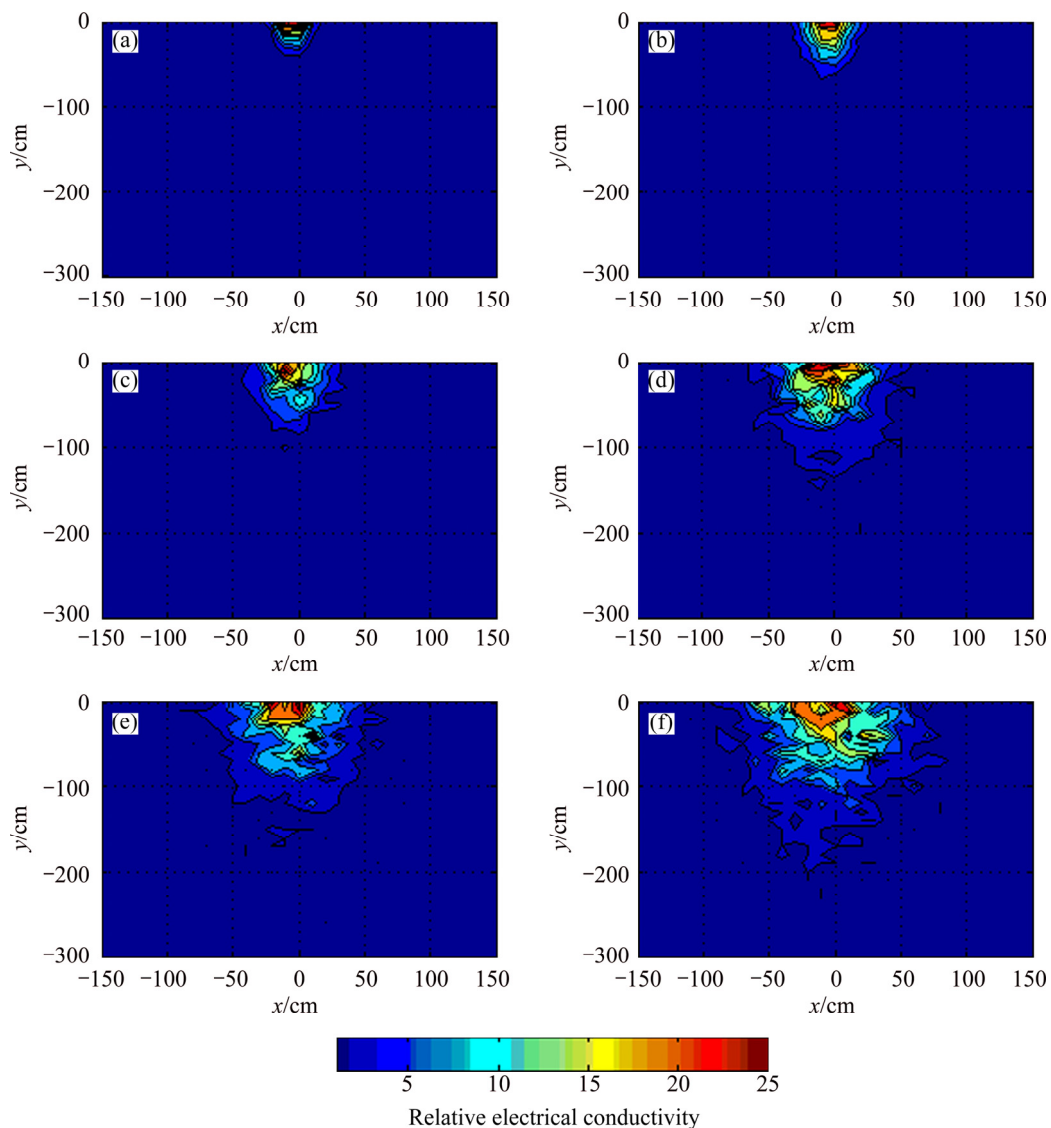 0 (a) 0 (b)
−100 −100
y/cm y/cm
−200 −200
−300 −300
−150 −100 −50 0 50 100 150 −150 −100 −50 0 50 100 150
x/cm x/cm
0 (c) 0 (d)
−100 −100
y/cm y/cm
−200 −200
−300 −300
−150 −100 −50 0 50 100 150 −150 −100 −50 0 50 100 150
x/cm x/cm
0 (e) 0 (f)
−100 −100
y/cm y/cm
−200 −200
−300 −300
−150 −100 −50 0 50 100 150 −150 −100 −50 0 50 100 150
x/cm x/cm
5 10 15 20 25
Relative electrical conductivity